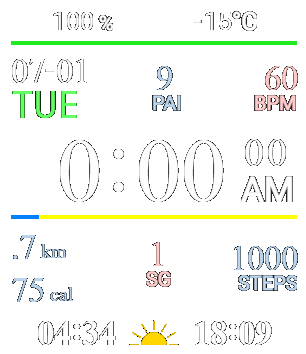 100 % -15°C
07-01 9 60
TUE PAI BPM
0:00 00
AM
.7 km 1 1000
75 cal SG STEPS
04:34 18:09